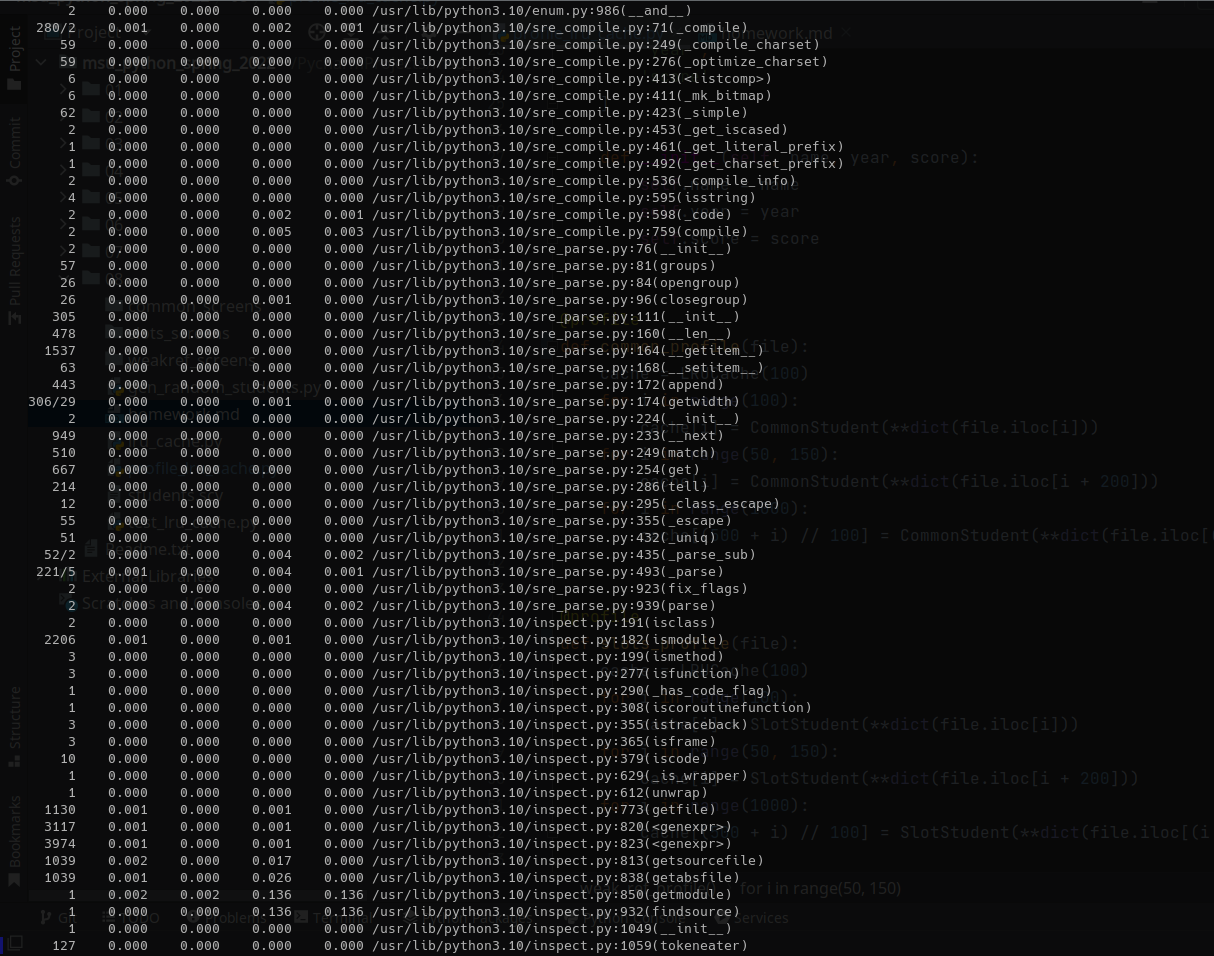 2 0.000 0.000 0.000 0.000 /usr/lib/python3.10/enum.py:986(__and__)
280/2 0.001 0.000 0.002 0.001 /usr/lib/python3.10/sre_compile.py:71(_compile)
59 0.000 0.000 0.000 0.000 /usr/lib/python3.10/sre_compile.py:249(_compile_charset)
59 0.000 0.000 0.000 0.000 /usr/lib/python3.10/sre_compile.py:276(_optimize_charset)
6 0.000 0.000 0.000 0.000 /usr/lib/python3.10/sre_compile.py:413(<listcomp>)
6 0.000 0.000 0.000 0.000 /usr/lib/python3.10/sre_compile.py:411(_mk_bitmap)
62 0.000 0.000 0.000 0.000 /usr/lib/python3.10/sre_compile.py:423(_simple)
2 0.000 0.000 0.000 0.000 /usr/lib/python3.10/sre_compile.py:453(_get_iscased)
1 0.000 0.000 0.000 0.000 /usr/lib/python3.10/sre_compile.py:461(_get_literal_prefix)
1 0.000 0.000 0.000 0.000 /usr/lib/python3.10/sre_compile.py:492(_get_charset_prefix)
2 0.000 0.000 0.000 0.000 /usr/lib/python3.10/sre_compile.py:536(_compile_info)
4 0.000 0.000 0.000 0.000 /usr/lib/python3.10/sre_compile.py:595(isstring)
2 0.000 0.000 0.002 0.001 /usr/lib/python3.10/sre_compile.py:598(_code)
2 0.000 0.000 0.005 0.003 /usr/lib/python3.10/sre_compile.py:759(compile)
2 0.000 0.000 0.000 0.000 /usr/lib/python3.10/sre_parse.py:76(__init__)
57 0.000 0.000 0.000 0.000 /usr/lib/python3.10/sre_parse.py:81(groups)
26 0.000 0.000 0.000 0.000 /usr/lib/python3.10/sre_parse.py:84(opengroup)
26 0.000 0.000 0.001 0.000 /usr/lib/python3.10/sre_parse.py:96(closegroup)
305 0.000 0.000 0.000 0.000 /usr/lib/python3.10/sre_parse.py:111(__init__)
478 0.000 0.000 0.000 0.000 /usr/lib/python3.10/sre_parse.py:160(__len__)
1537 0.000 0.000 0.000 0.000 /usr/lib/python3.10/sre_parse.py:164(__getitem__)
63 0.000 0.000 0.000 0.000 /usr/lib/python3.10/sre_parse.py:168(__setitem__)
443 0.000 0.000 0.000 0.000 /usr/lib/python3.10/sre_parse.py:172(append)
306/29 0.000 0.000 0.001 0.000 /usr/lib/python3.10/sre_parse.py:174(getwidth)
2 0.000 0.000 0.000 0.000 /usr/lib/python3.10/sre_parse.py:224(__init__)
949 0.000 0.000 0.000 0.000 /usr/lib/python3.10/sre_parse.py:233(__next)
510 0.000 0.000 0.000 0.000 /usr/lib/python3.10/sre_parse.py:249(match)
667 0.000 0.000 0.000 0.000 /usr/lib/python3.10/sre_parse.py:254(get)
214 0.000 0.000 0.000 0.000 /usr/lib/python3.10/sre_parse.py:286(tell)
12 0.000 0.000 0.000 0.000 /usr/lib/python3.10/sre_parse.py:295(_class_escape)
55 0.000 0.000 0.000 0.000 /usr/lib/python3.10/sre_parse.py:355(_escape)
51 0.000 0.000 0.000 0.000 /usr/lib/python3.10/sre_parse.py:432(_uniq)
52/2 0.000 0.000 0.004 0.002 /usr/lib/python3.10/sre_parse.py:435(_parse_sub)
221/5 0.001 0.000 0.004 0.001 /usr/lib/python3.10/sre_parse.py:493(_parse)
2 0.000 0.000 0.000 0.000 /usr/lib/python3.10/sre_parse.py:923(fix_flags)
2 0.000 0.000 0.004 0.002 /usr/lib/python3.10/sre_parse.py:939(parse)
2 0.000 0.000 0.000 0.000 /usr/lib/python3.10/inspect.py:191(isclass)
2206 0.001 0.000 0.001 0.000 /usr/lib/python3.10/inspect.py:182(ismodule)
3 0.000 0.000 0.000 0.000 /usr/lib/python3.10/inspect.py:199(ismethod)
3 0.000 0.000 0.000 0.000 /usr/lib/python3.10/inspect.py:277(isfunction)
1 0.000 0.000 0.000 0.000 /usr/lib/python3.10/inspect.py:290(_has_code_flag)
1 0.000 0.000 0.000 0.000 /usr/lib/python3.10/inspect.py:308(iscoroutinefunction)
3 0.000 0.000 0.000 0.000 /usr/lib/python3.10/inspect.py:355(istraceback)
3 0.000 0.000 0.000 0.000 /usr/lib/python3.10/inspect.py:365(isframe)
10 0.000 0.000 0.000 0.000 /usr/lib/python3.10/inspect.py:379(iscode)
1 0.000 0.000 0.000 0.000 /usr/lib/python3.10/inspect.py:629(_is_wrapper)
1 0.000 0.000 0.000 0.000 /usr/lib/python3.10/inspect.py:612(unwrap)
1130 0.001 0.000 0.001 0.000 /usr/lib/python3.10/inspect.py:773(getfile)
3117 0.001 0.000 0.001 0.000 /usr/lib/python3.10/inspect.py:820(<genexpr>)
3974 0.001 0.000 0.001 0.000 /usr/lib/python3.10/inspect.py:823(<genexpr>)
1039 0.002 0.000 0.017 0.000 /usr/lib/python3.10/inspect.py:813(getsourcefile)
1039 0.001 0.000 0.026 0.000 /usr/lib/python3.10/inspect.py:838(getabsfile)
1 0.002 0.002 0.136 0.136 /usr/lib/python3.10/inspect.py:850(getmodule)
1 0.000 0.000 0.136 0.136 /usr/lib/python3.10/inspect.py:932(findsource)
1 0.000 0.000 0.000 0.000 /usr/lib/python3.10/inspect.py:1049(__init__)
127 0.000 0.000 0.000 0.000 /usr/lib/python3.10/inspect.py:1059(tokeneater)